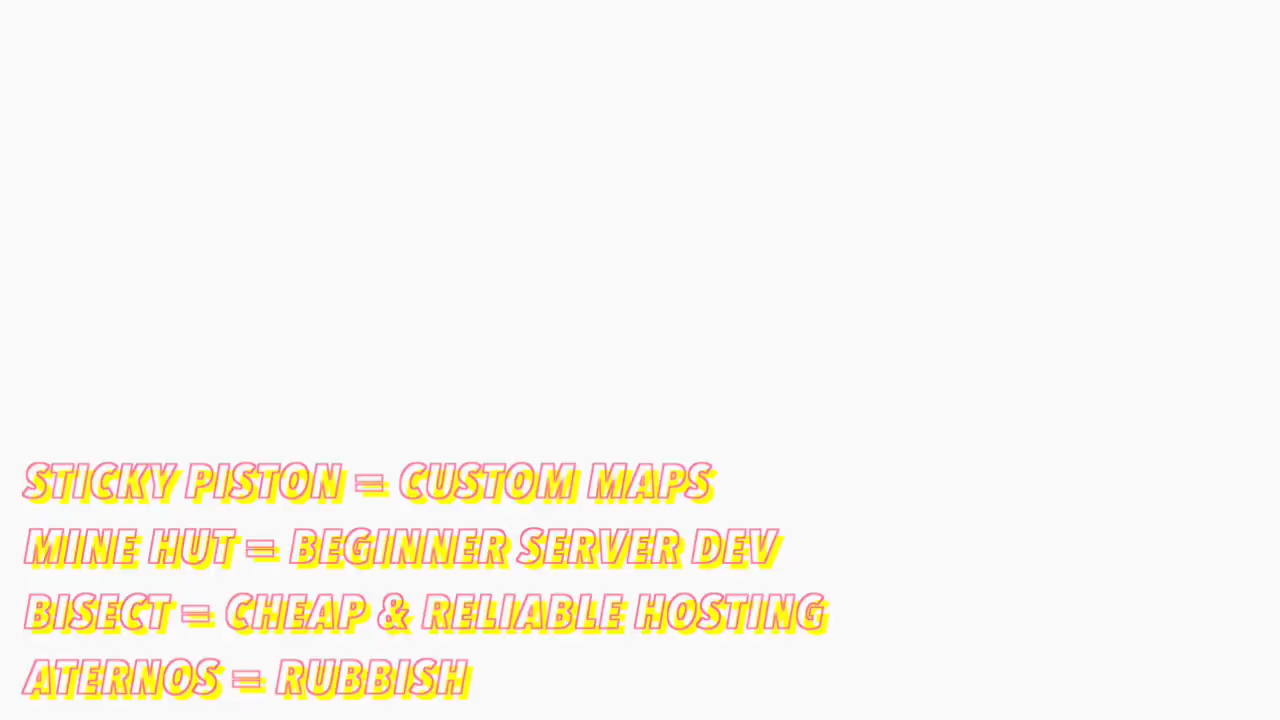 STICKY PISTON = CUSTOM MAPS
MINE HUT = BEGINNER SERVER DEV
BISECT = CHEAP & RELIABLE HOSTING
ATERNOS = RUBBISH